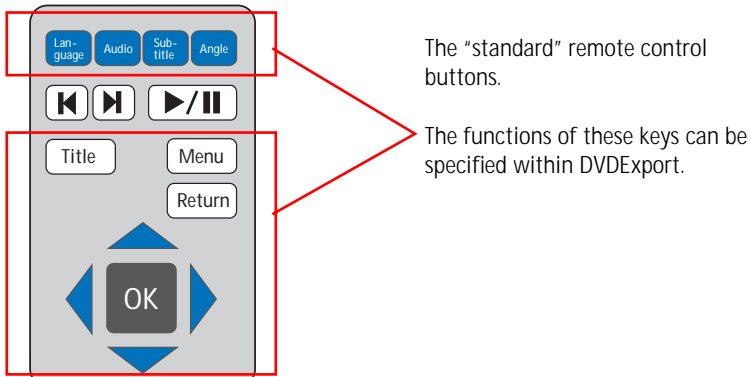 Lan-
guage
Audio
Sub-
title
Angle
Title
Menu
Return
OK
The “standard” remote control
buttons.
The functions of these keys can be
specified within DVDExport.